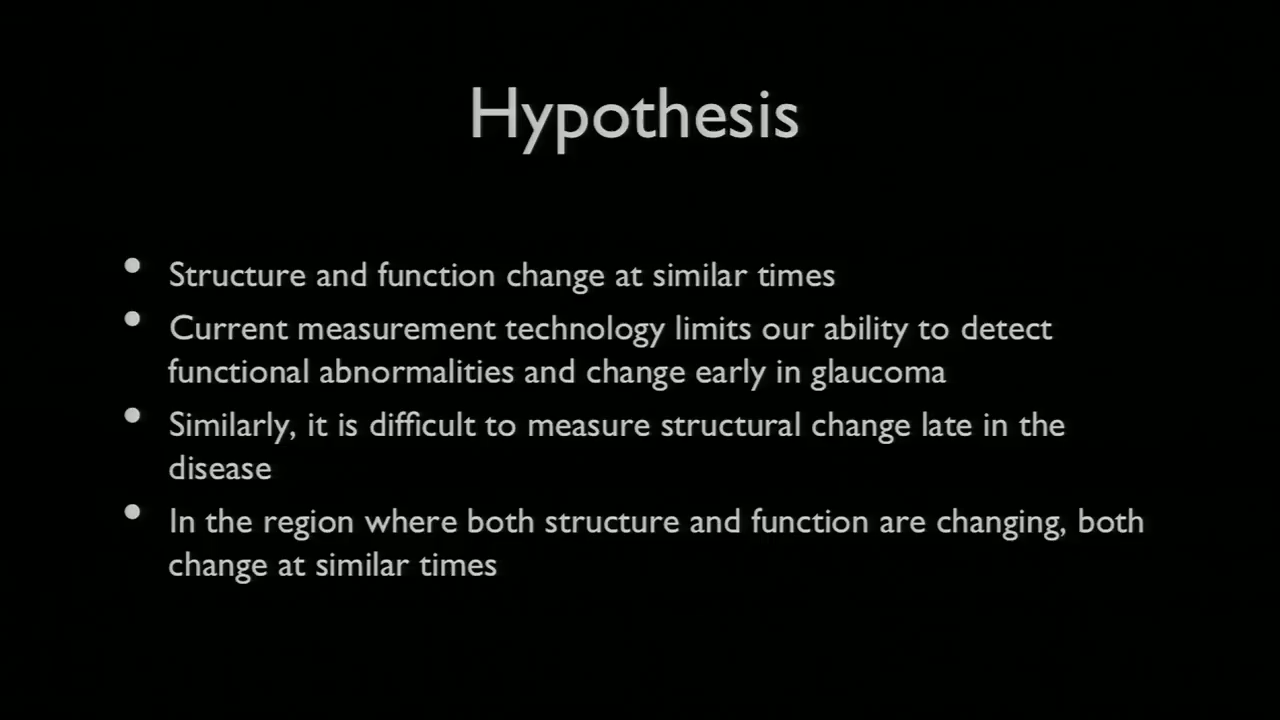 Hypothesis
• Structure and function change at similar times
• Current measurement technology limits our ability to detect
functional abnormalities and change early in glaucoma
• Similarly, it is difficult to measure structural change late in the
disease
• In the region where both structure and function are changing, both
change at similar times